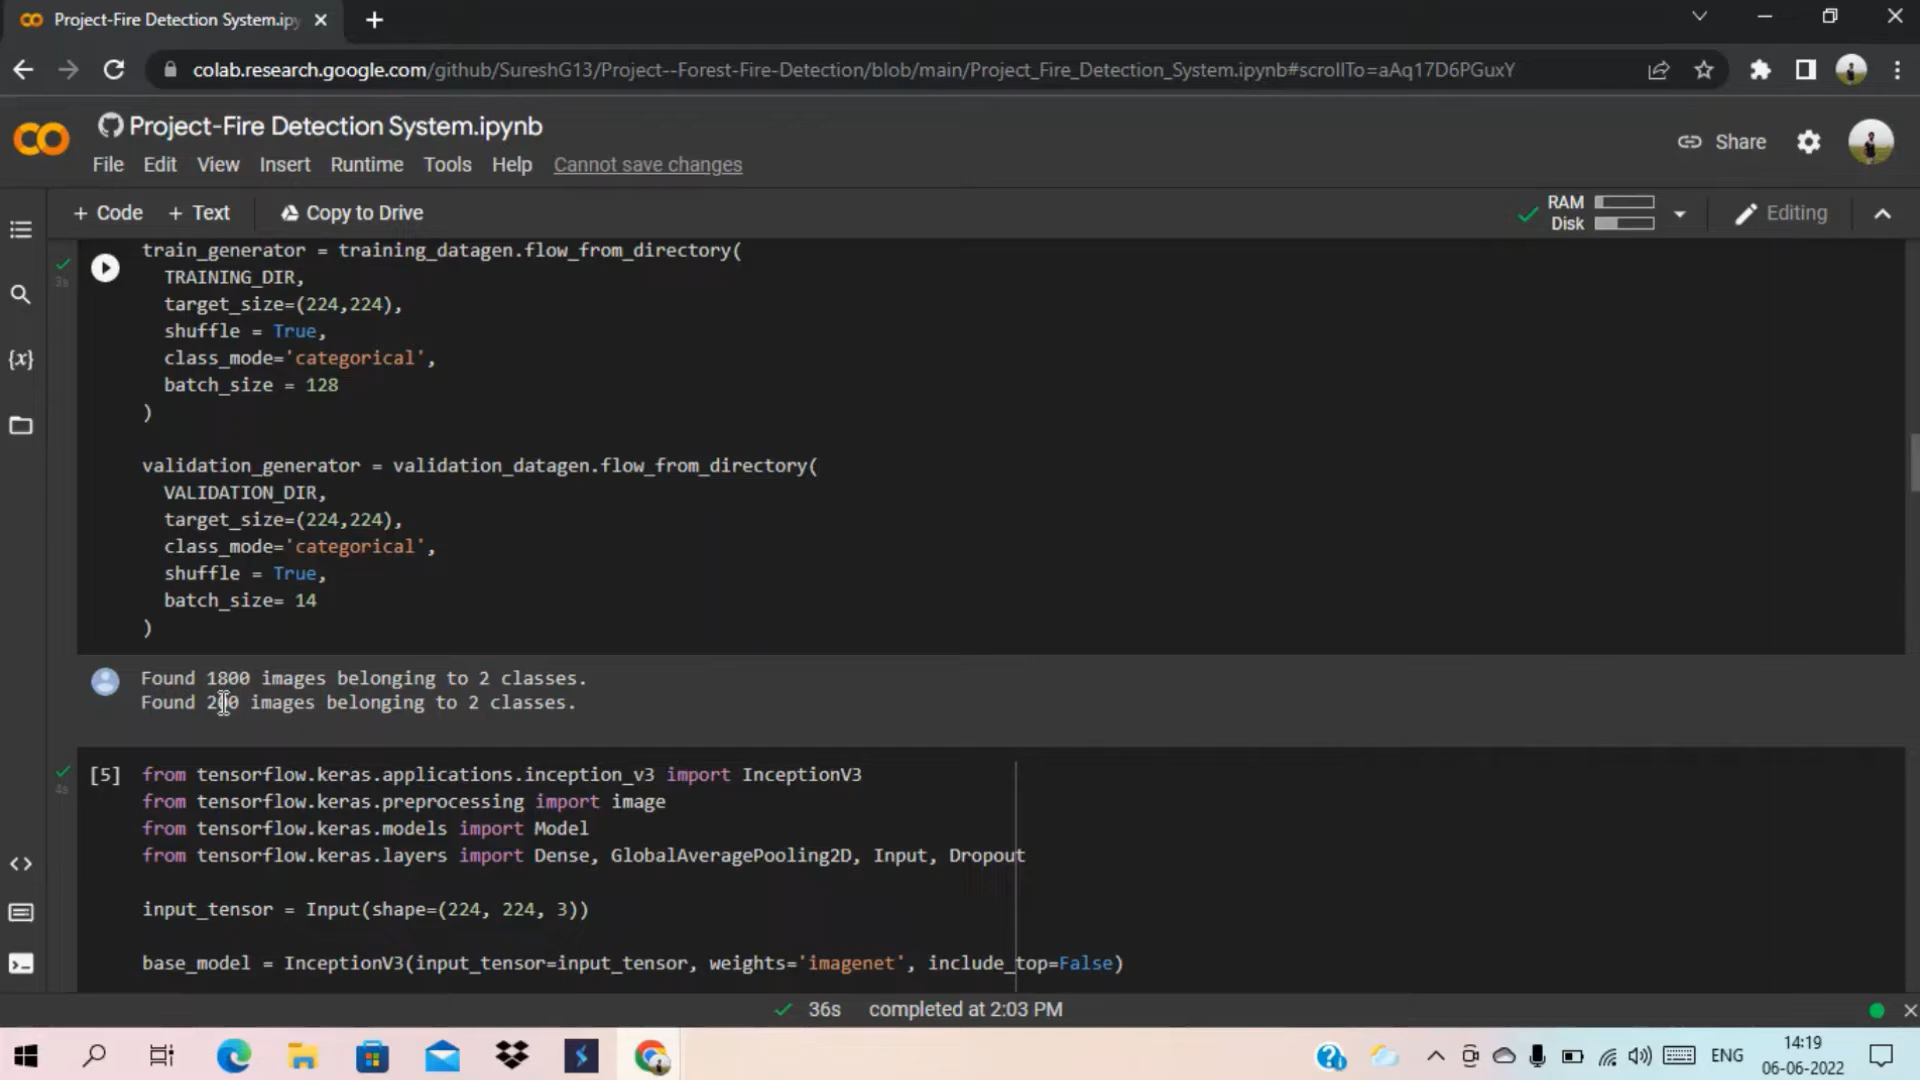 Project-Fire Detection System.ipy
colab.research.google.com/github/SureshG13/Project--Forest-Fire-Detection/blob/main/Project_Fire_Detection_System.ipynb#scrollTo=aAq17D6PGuxY
Project-Fire Detection System.ipynb
File Edit View Insert Runtime Tools Help Cannot save changes
Share
+ Code + Text Copy to Drive
RAM
Disk
Editing
3s
train_generator = training_datagen.flow_from_directory(
TRAINING_DIR,
target_size=(224,224),
shuffle = True,
class_mode='categorical',
batch_size = 128
)
validation_generator = validation_datagen.flow_from_directory(
VALIDATION_DIR,
target_size=(224,224),
class_mode='categorical',
shuffle = True,
batch_size= 14
)
Found 1800 images belonging to 2 classes.
Found 200 images belonging to 2 classes.
4s
[5] from tensorflow.keras.applications.inception_v3 import InceptionV3
from tensorflow.keras.preprocessing import image
from tensorflow.keras.models import Model
from tensorflow.keras.layers import Dense, GlobalAveragePooling2D, Input, Dropout
input_tensor = Input(shape=(224, 224, 3))
base_model = InceptionV3(input_tensor=input_tensor, weights='imagenet', include_top=False)
36s completed at 2:03 PM
ENG
14:19
06-06-2022